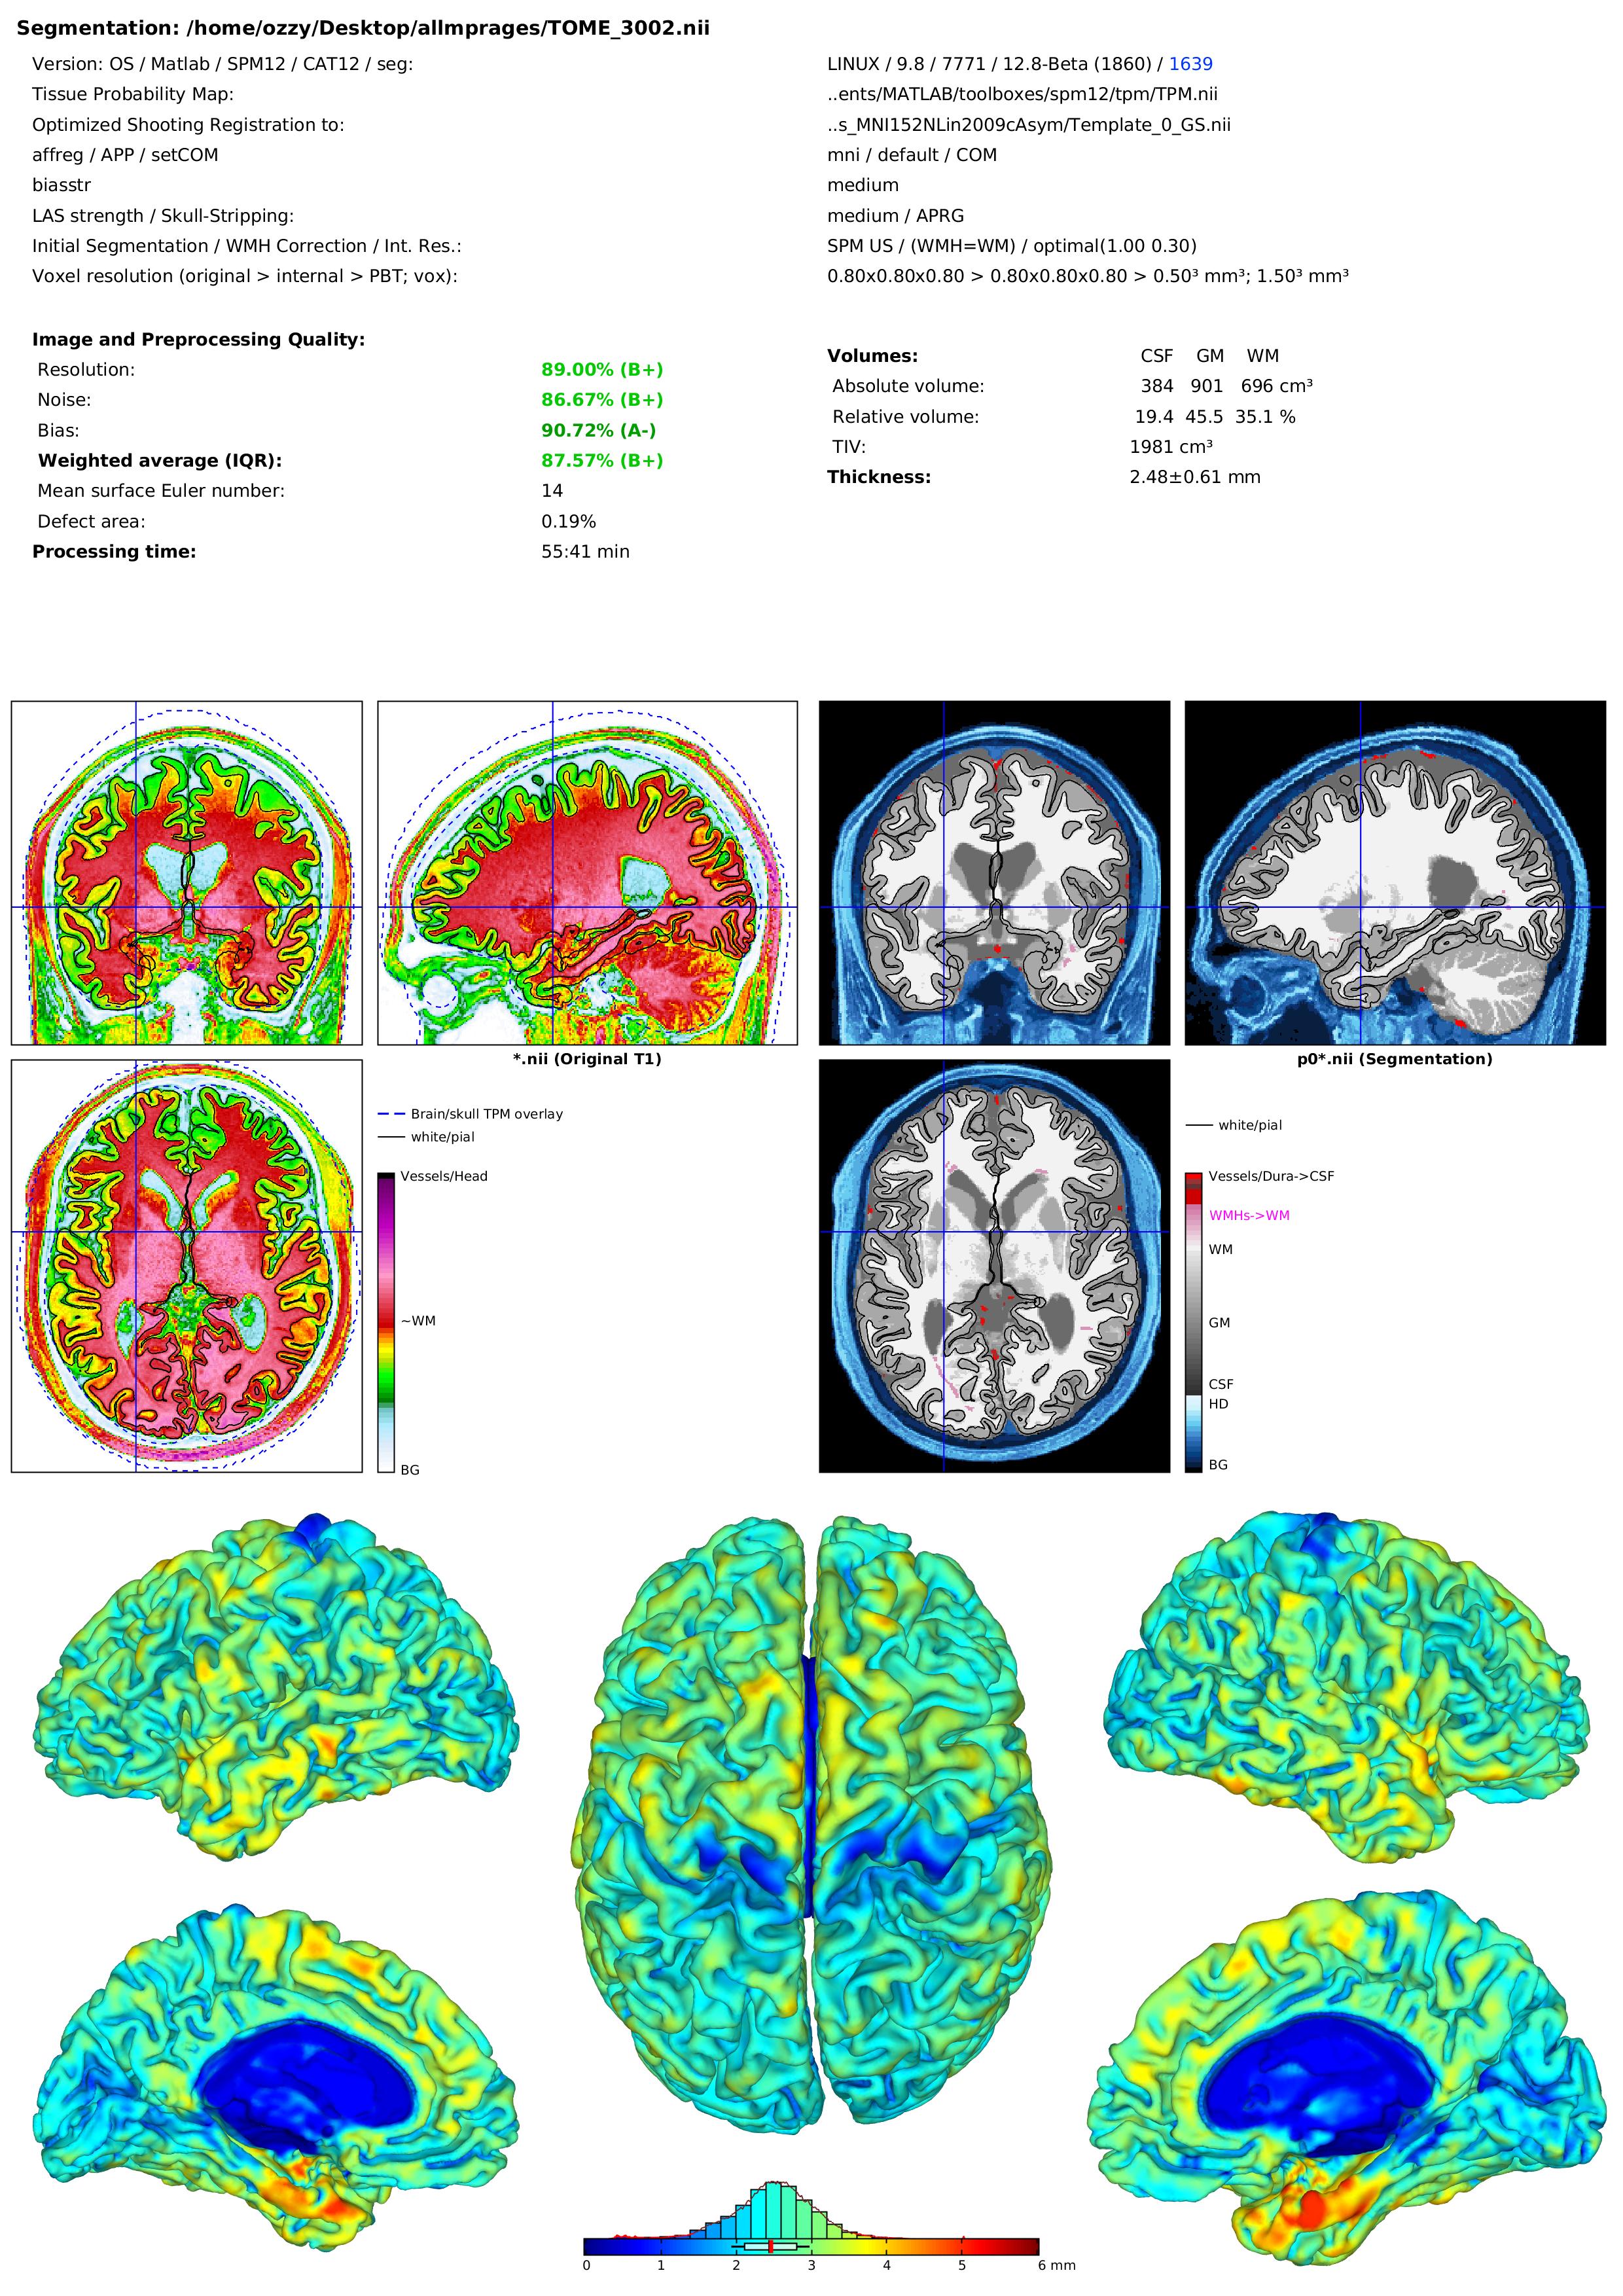 Segmentation: /home/ozzy/Desktop/allmprages/TOME_3002.nii
Version: OS / Matlab / SPM12 / CAT12 / seg: LINUX / 9.8 / 7771 / 12.8-Beta (1860) / 1639
Tissue Probability Map: ..ents/MATLAB/toolboxes/spm12/tpm/TPM.nii
Optimized Shooting Registration to: ..s_MNI152NLin2009cAsym/Template_0_GS.nii
affreg / APP / setCOM mni / default / COM
biasstr medium
LAS strength / Skull-Stripping: medium / APRG
Initial Segmentation / WMH Correction / Int. Res.: SPM US / (WMH=WM) / optimal(1.00 0.30)
Voxel resolution (original > internal > PBT; vox): 0.80x0.80x0.80 > 0.80x0.80x0.80 > 0.50³ mm³; 1.50³ mm³
Image and Preprocessing Quality:
Resolution: 89.00% (B+)
Noise: 86.67% (B+)
Bias: 90.72% (A-)
Weighted average (IQR): 87.57% (B+)
Mean surface Euler number: 14
Defect area: 0.19%
Processing time: 55:41 min
Volumes: CSF GM WM
Absolute volume: 384 901 696 cm³
Relative volume: 19.4 45.5 35.1 %
TIV: 1981 cm³
Thickness: 2.48±0.61 mm
*.nii (Original T1)
Brain/skull TPM overlay
white/pial
Vessels/Head
~WM
BG
p0*.nii (Segmentation)
white/pial
Vessels/Dura->CSF
WMHs->WM
WM
GM
CSF
HD
BG
0 1 2 3 4 5 6 mm